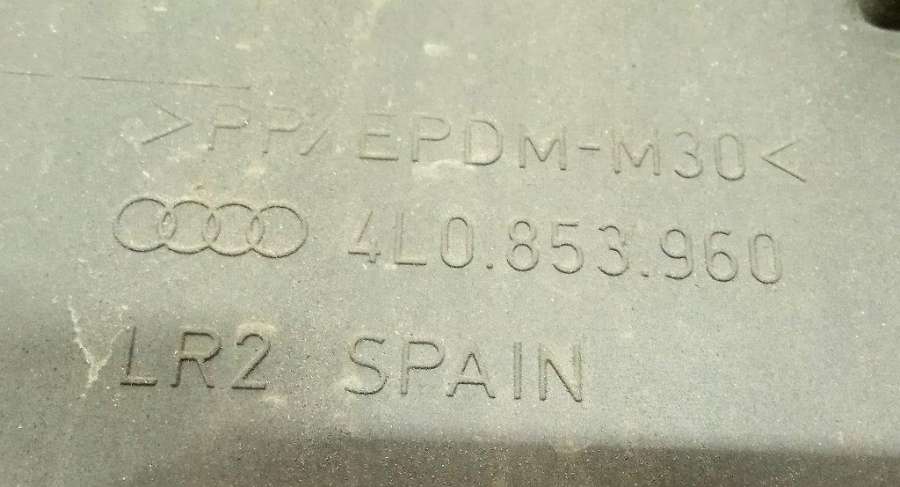 >PP/EPDM-M30<
4L0.853.960
LR2 SPAIN